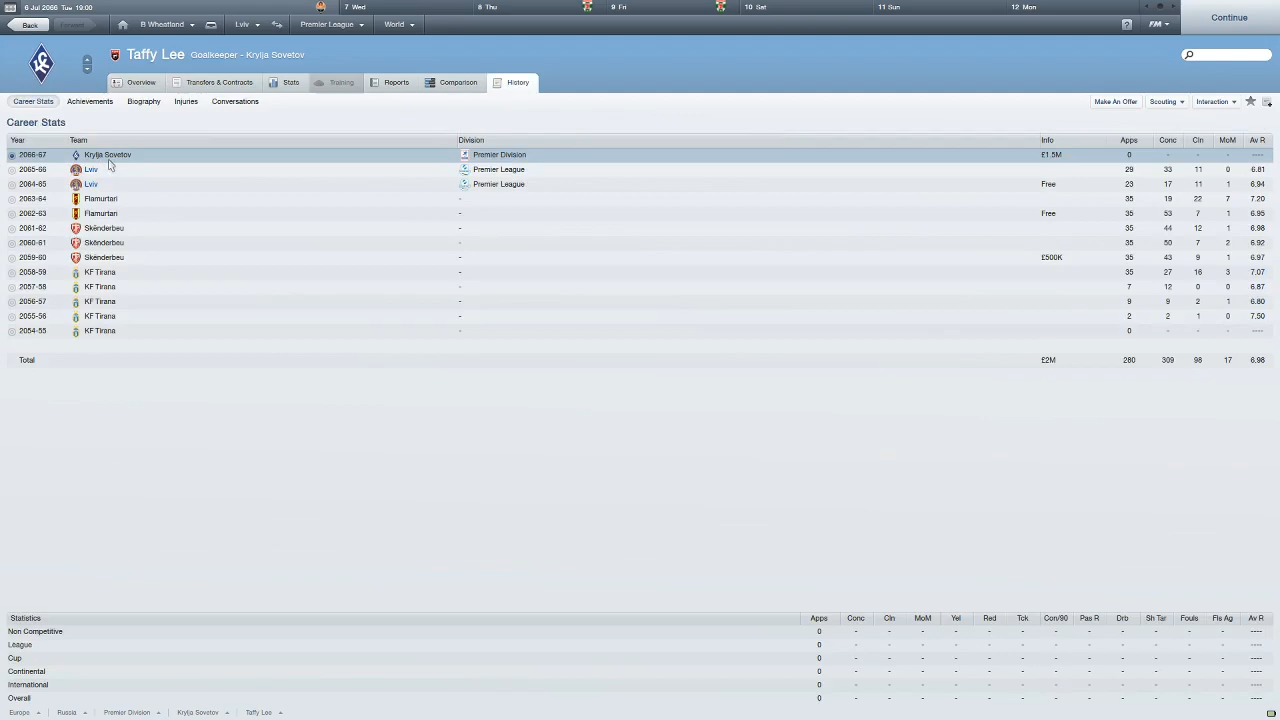 6 Jul 2066 Tue 19:00 7 Wed 8 Thu 9 Fri 10 Sat 11 Sun 12 Mon
Back Forward B Wheatland Lviv Premier League World ? FM Continue
Taffy Lee Goalkeeper - Krylja Sovetov
Overview Transfers & Contracts Stats Training Reports Comparison History
Career Stats Achievements Biography Injuries Conversations Make An Offer Scouting Interaction
Career Stats
Year Team Division Info Apps Conc Cln MoM Av R
2066-67 Krylja Sovetov Premier Division £1.5M 0 - - - ----
2065-66 Lviv Premier League 29 33 11 0 6.81
2064-65 Lviv Premier League Free 23 17 11 1 6.94
2063-64 Flamurtari - 35 19 22 7 7.20
2062-63 Flamurtari - Free 35 53 7 1 6.95
2061-62 Skënderbeu - 35 44 12 1 6.98
2060-61 Skënderbeu - 35 50 7 2 6.92
2059-60 Skënderbeu - £500K 35 43 9 1 6.97
2058-59 KF Tirana - 35 27 16 3 7.07
2057-58 KF Tirana - 7 12 0 0 6.87
2056-57 KF Tirana - 9 9 2 1 6.80
2055-56 KF Tirana - 2 2 1 0 7.50
2054-55 KF Tirana - 0 - - - ----
Total £2M 280 309 98 17 6.98
Statistics Apps Conc Cln MoM Yel Red Tck Con/90 Pas R Drb Sh Tar Fouls Fls Ag Av R
Non Competitive 0 - - - - - - - - - - - - ----
League 0 - - - - - - - - - - - - ----
Cup 0 - - - - - - - - - - - - ----
Continental 0 - - - - - - - - - - - - ----
International 0 - - - - - - - - - - - - ----
Overall 0 - - - - - - - - - - - - ----
Europe Russia Premier Division Krylja Sovetov Taffy Lee